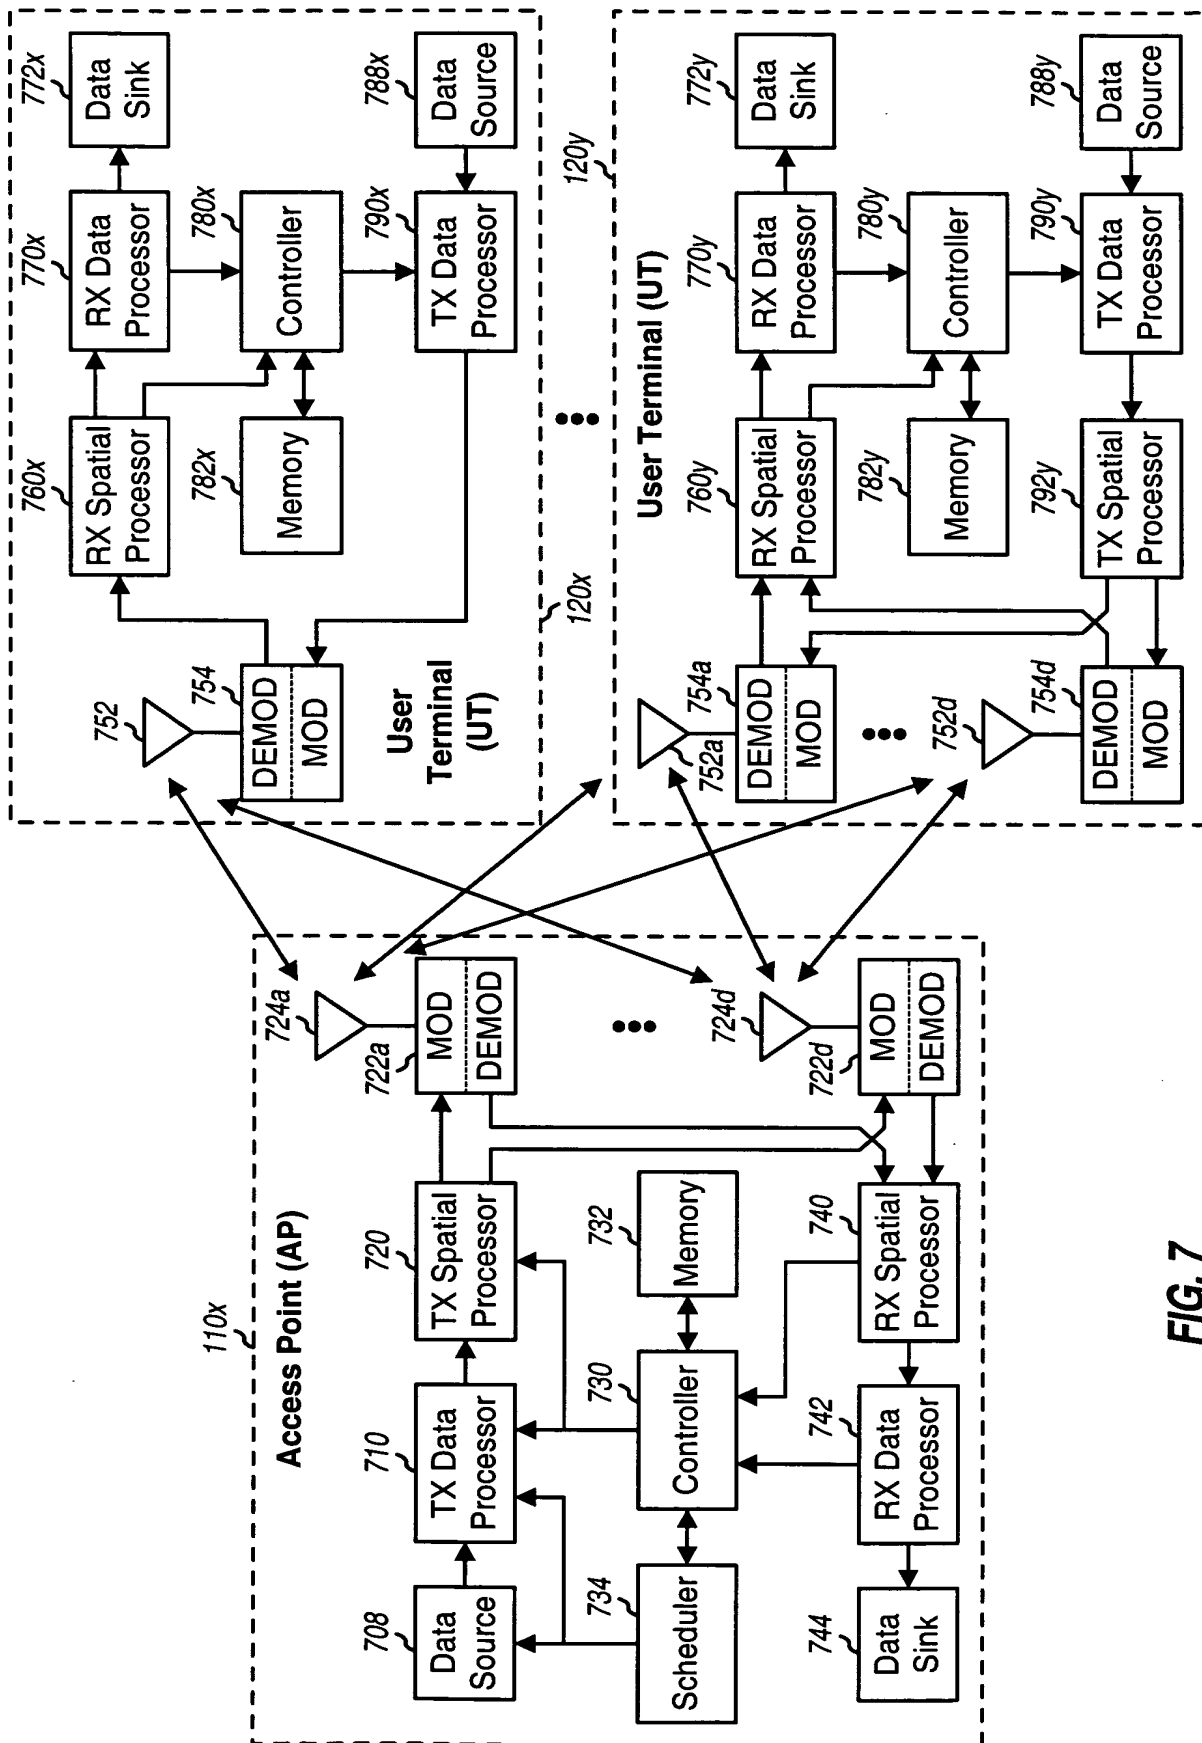 110x
Access Point (AP)
708
Data
Source
710
TX Data
Processor
720
TX Spatial
Processor
722a
MOD
DEMOD
724a
734
Scheduler
730
Controller
732
Memory
724d
722d
MOD
DEMOD
744
Data
Sink
742
RX Data
Processor
740
RX Spatial
Processor
752
754
DEMOD
MOD
User
Terminal
(UT)
120x
760x
RX Spatial
Processor
770x
RX Data
Processor
772x
Data
Sink
782x
Memory
780x
Controller
790x
TX Data
Processor
788x
Data
Source
120y
User Terminal (UT)
752a
754a
DEMOD
MOD
760y
RX Spatial
Processor
770y
RX Data
Processor
772y
Data
Sink
782y
Memory
780y
Controller
752d
754d
DEMOD
MOD
792y
TX Spatial
Processor
790y
TX Data
Processor
788y
Data
Source
FIG. 7